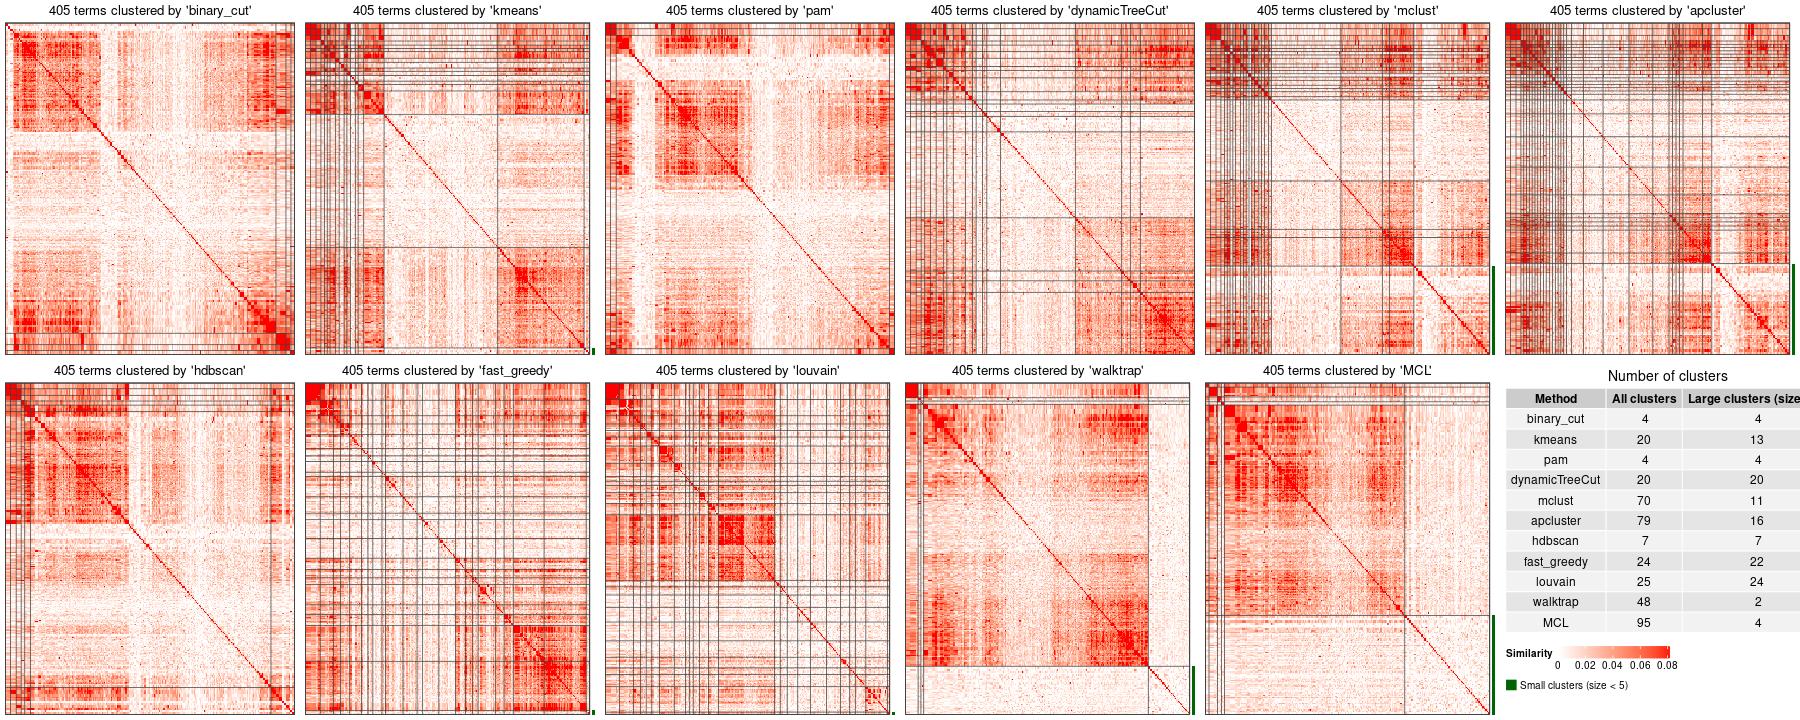 405 terms clustered by 'binary_cut'
405 terms clustered by 'kmeans'
405 terms clustered by 'pam'
405 terms clustered by 'dynamicTreeCut'
405 terms clustered by 'mclust'
405 terms clustered by 'apcluster'
405 terms clustered by 'hdbscan'
405 terms clustered by 'fast_greedy'
405 terms clustered by 'louvain'
405 terms clustered by 'walktrap'
405 terms clustered by 'MCL'
Number of clusters
Method All clusters Large clusters (size
binary_cut 4 4
kmeans 20 13
pam 4 4
dynamicTreeCut 20 20
mclust 70 11
apcluster 79 16
hdbscan 7 7
fast_greedy 24 22
louvain 25 24
walktrap 48 2
MCL 95 4
Similarity
0 0.02 0.04 0.06 0.08
Small clusters (size < 5)